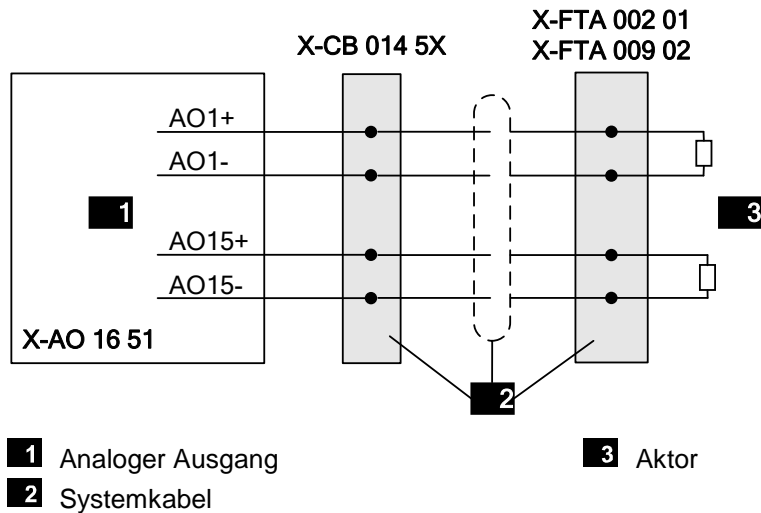 X-CB 014 5X
X-FTA 002 01
X-FTA 009 02
AO1+
AO1-
1
3
AO15+
AO15-
X-AO 16 51
2
1 Analoger Ausgang
3 Aktor
2 Systemkabel